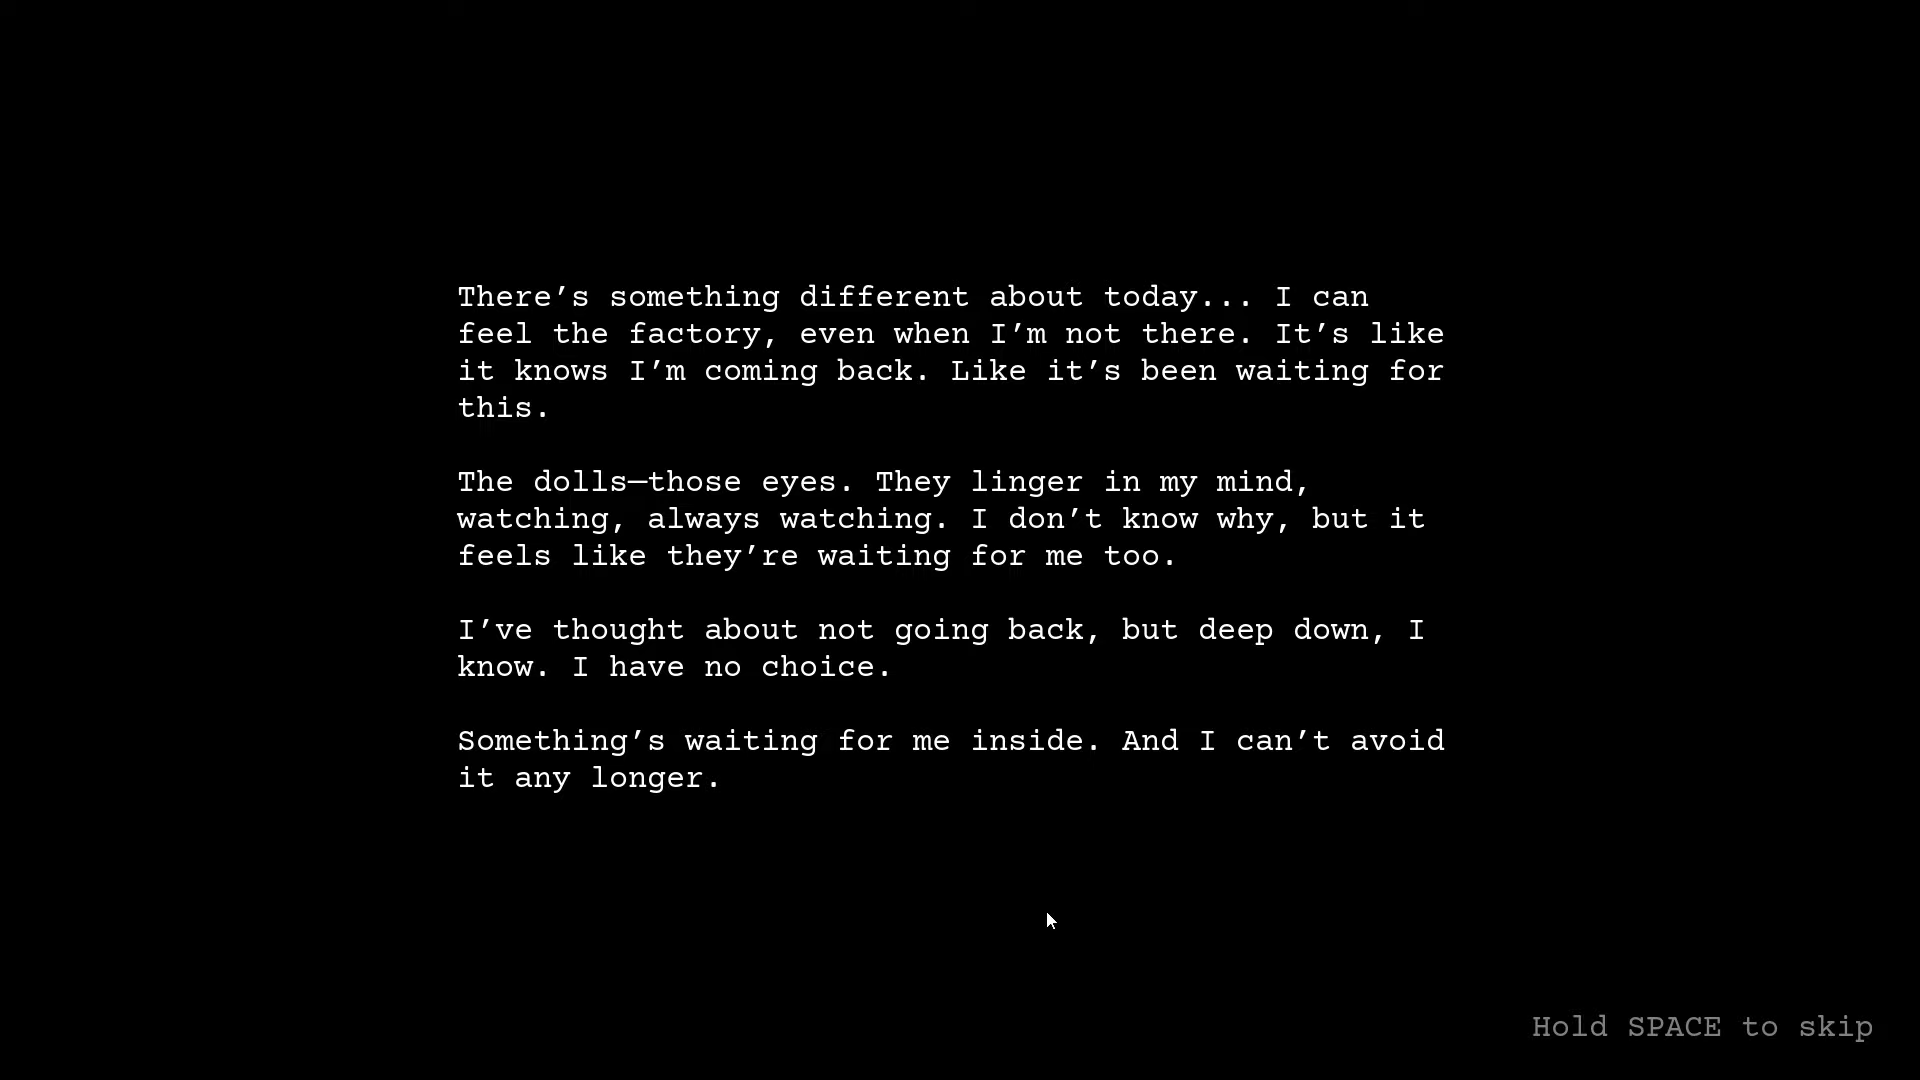 There’s something different about today... I can
feel the factory, even when I’m not there. It’s like
it knows I’m coming back. Like it’s been waiting for
this.
The dolls—those eyes. They linger in my mind,
watching, always watching. I don’t know why, but it
feels like they’re waiting for me too.
I’ve thought about not going back, but deep down, I
know. I have no choice.
Something’s waiting for me inside. And I can’t avoid
it any longer.
Hold SPACE to skip